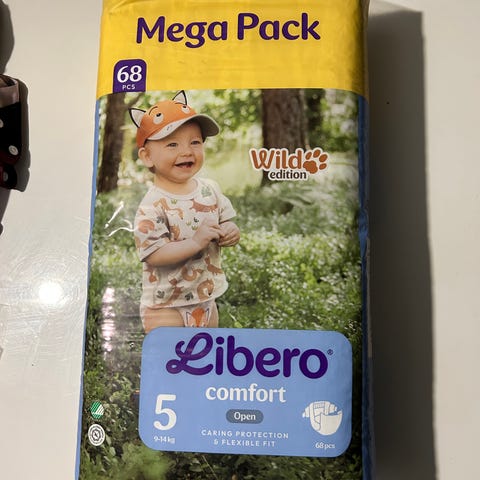 Mega Pack
68
PCS
Wild
edition
Libero®
comfort
5
Open
9-14 kg
CARING PROTECTION
& FLEXIBLE FIT
68 pcs